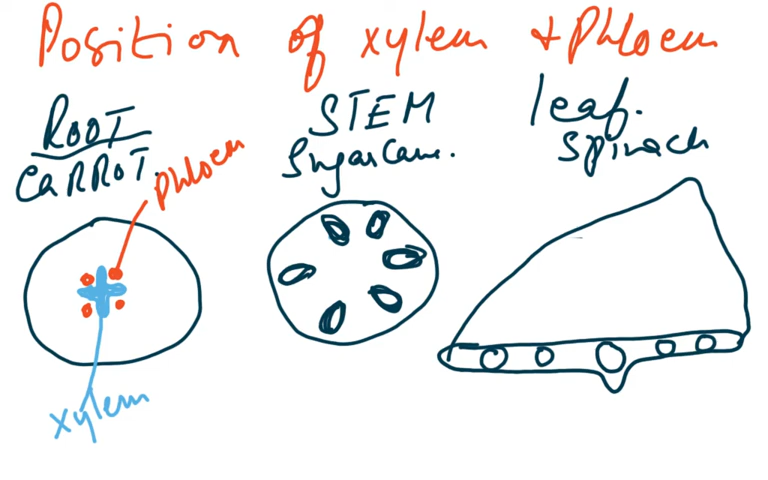 Position of xylem & Phloem
ROOT
CARROT.
Phloem
xylem
STEM
Sugarcane.
leaf.
Spinach